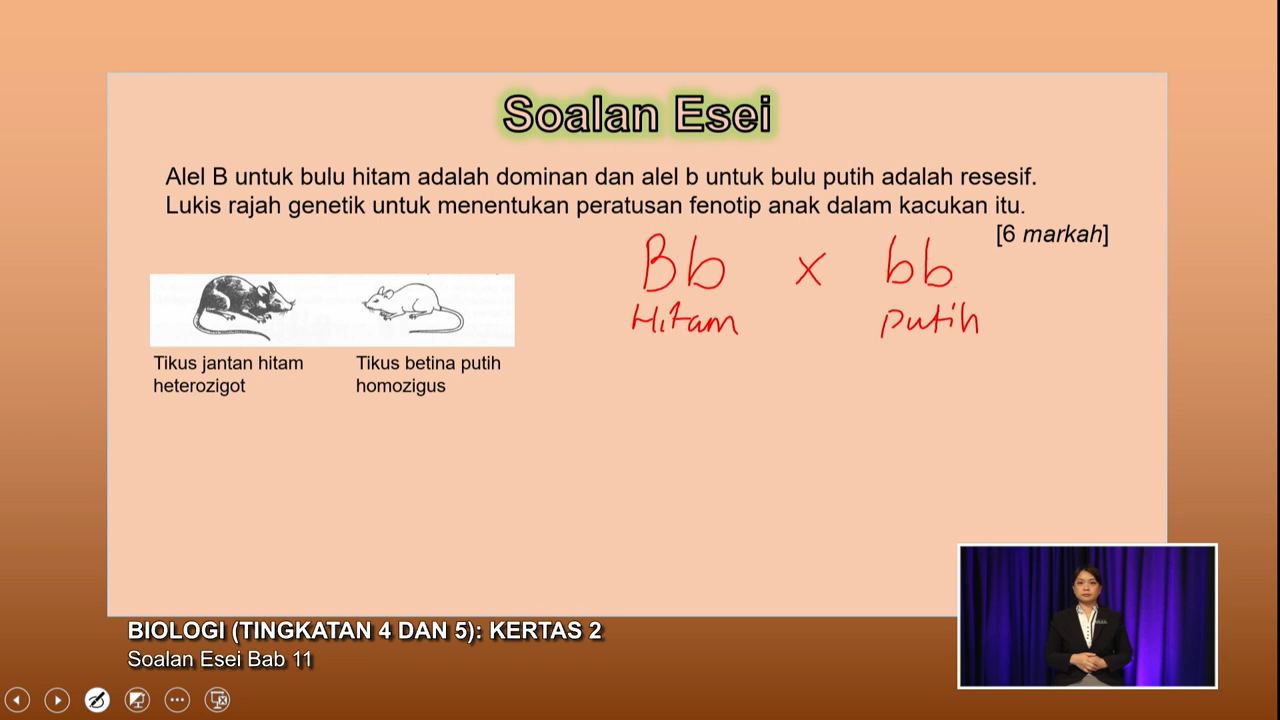 Soalan Esei
Alel B untuk bulu hitam adalah dominan dan alel b untuk bulu putih adalah resesif.
Lukis rajah genetik untuk menentukan peratusan fenotip anak dalam kacukan itu.
[6 markah]
Bb x bb
Hitam putih
Tikus jantan hitam
heterozigot
Tikus betina putih
homozigus
BIOLOGI (TINGKATAN 4 DAN 5): KERTAS 2
Soalan Esei Bab 11